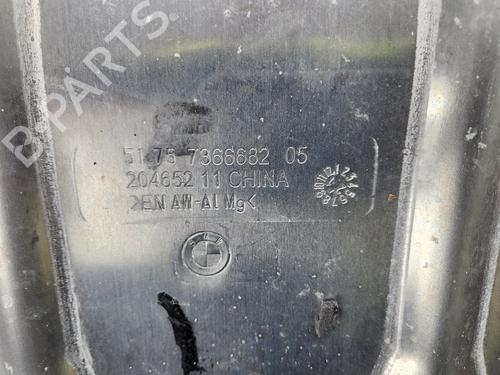 B-PARTS
51.75 7366682 05
204652 11 CHINA
>EN AW-Al Mg<